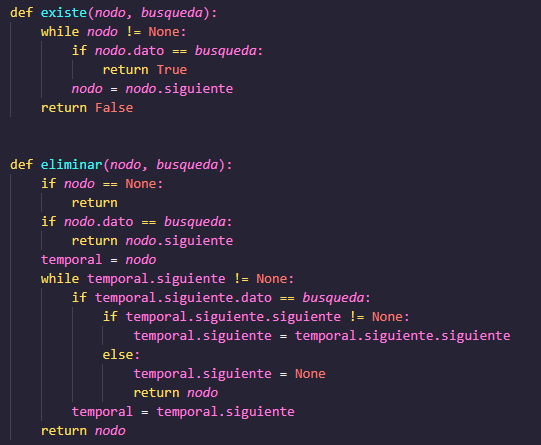 def existe(nodo, busqueda):
    while nodo != None:
        if nodo.dato == busqueda:
            return True
        nodo = nodo.siguiente
    return False


def eliminar(nodo, busqueda):
    if nodo == None:
        return
    if nodo.dato == busqueda:
        return nodo.siguiente
    temporal = nodo
    while temporal.siguiente != None:
        if temporal.siguiente.dato == busqueda:
            if temporal.siguiente.siguiente != None:
                temporal.siguiente = temporal.siguiente.siguiente
            else:
                temporal.siguiente = None
                return nodo
        temporal = temporal.siguiente
    return nodo